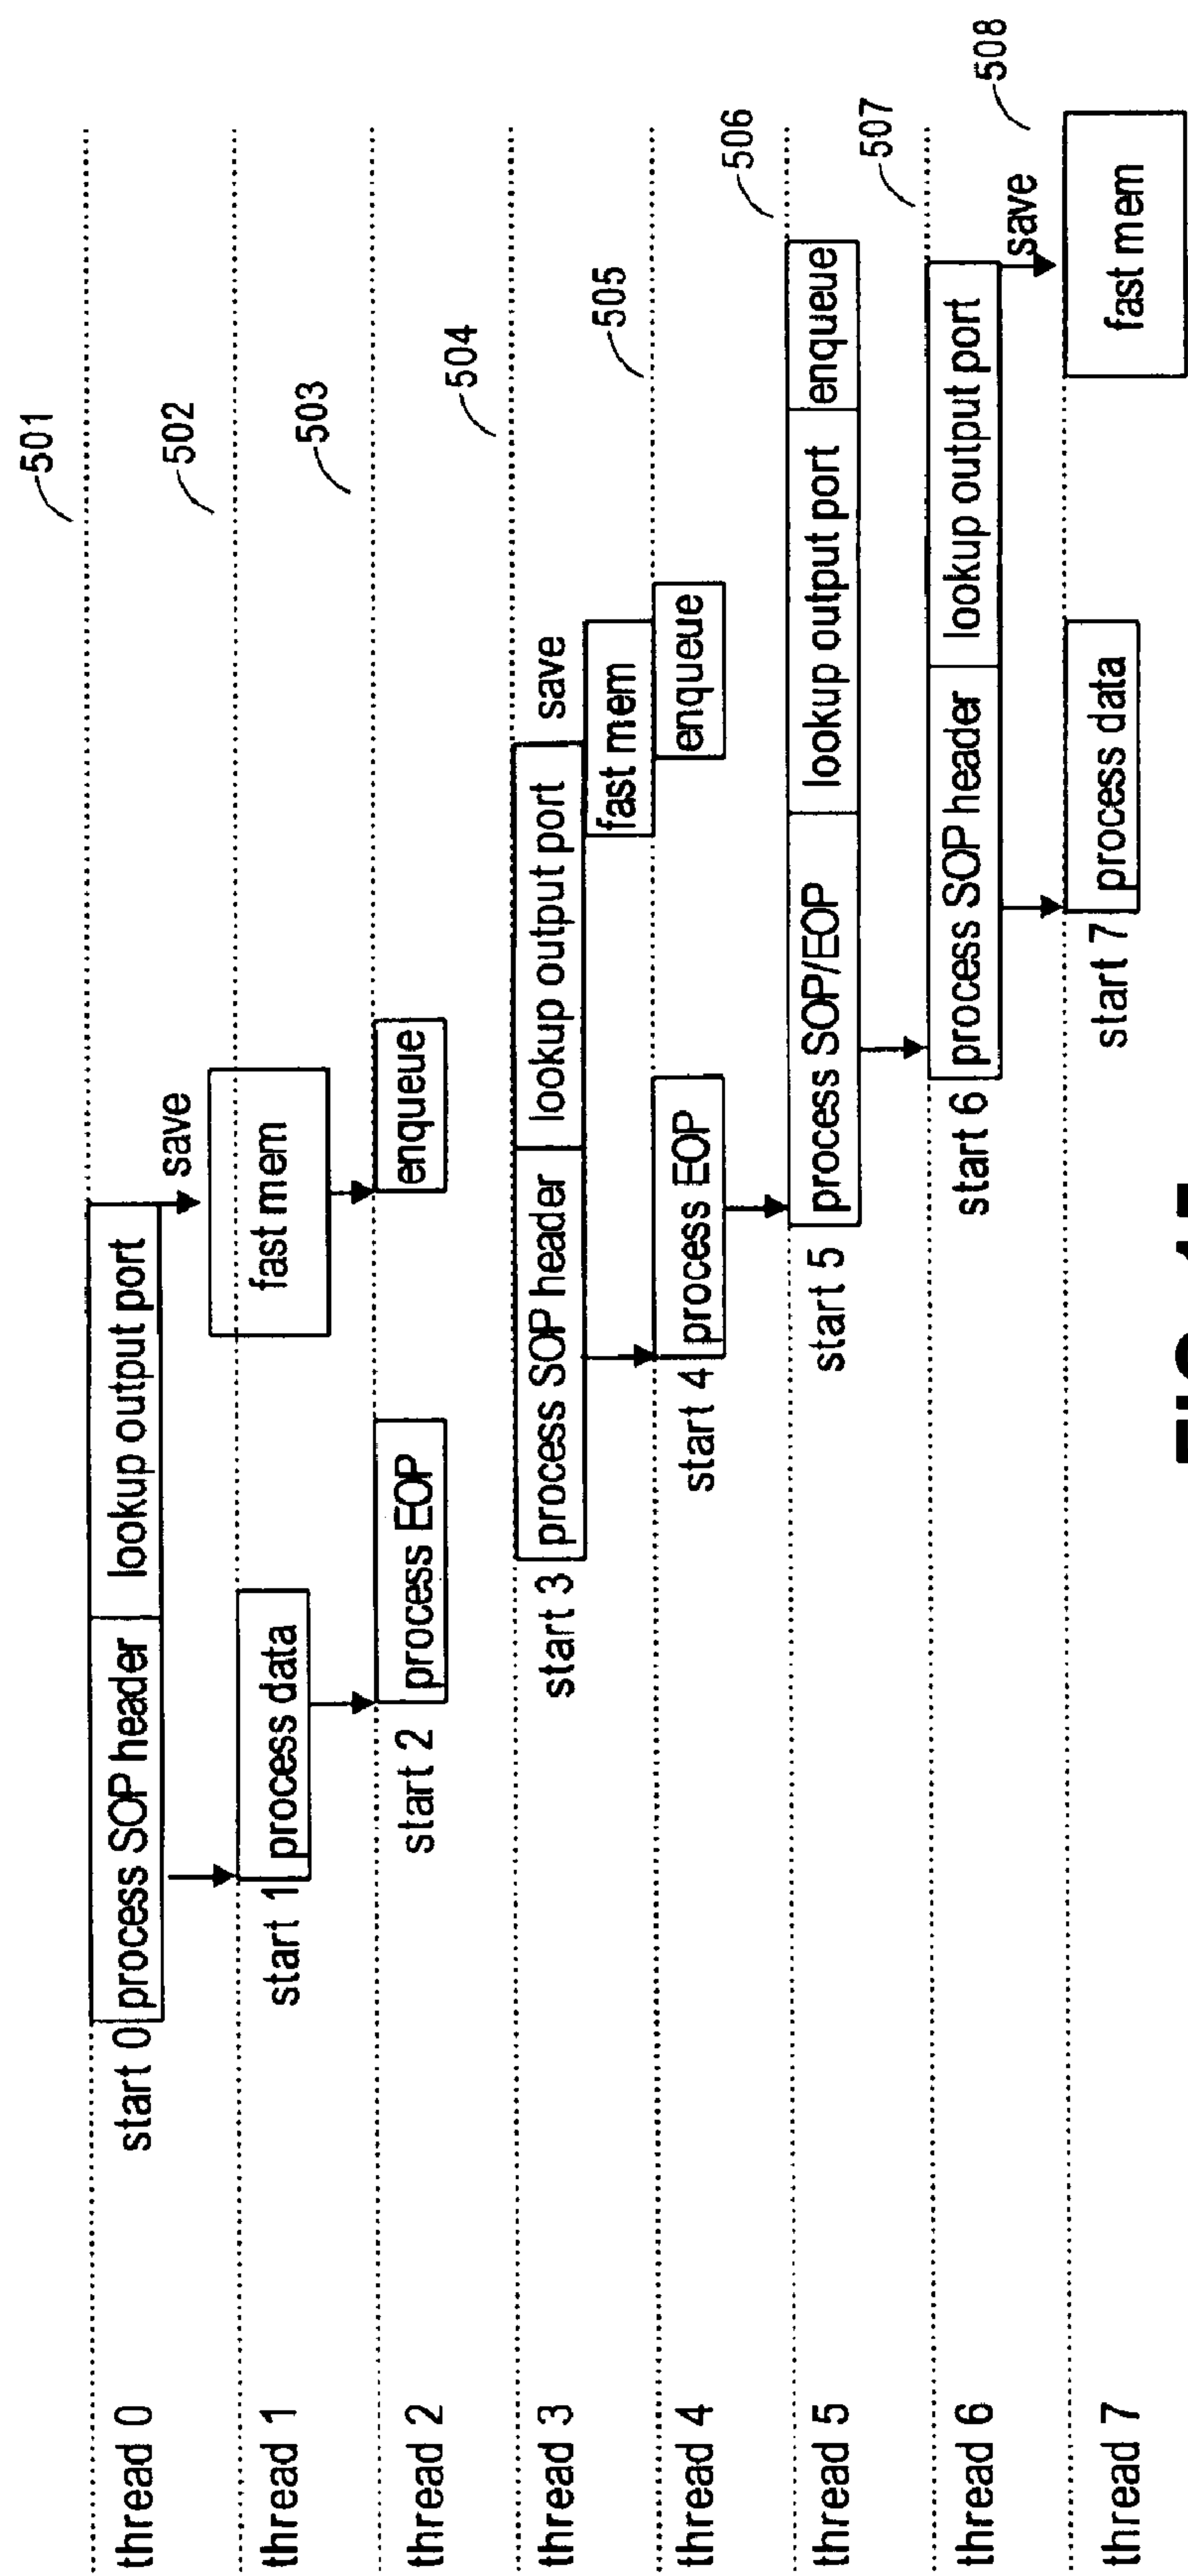 501
thread 0
start 0 process SOP header lookup output port
save
502
thread 1
start 1 process data
fast mem
503
thread 2
start 2 process EOP
enqueue
504
thread 3
start 3 process SOP header lookup output port
save
fast mem
505
thread 4
start 4 process EOP
enqueue
506
thread 5
start 5 process SOP/EOP lookup output port enqueue
507
thread 6
start 6 process SOP header lookup output port
save
508
thread 7
start 7 process data
fast mem